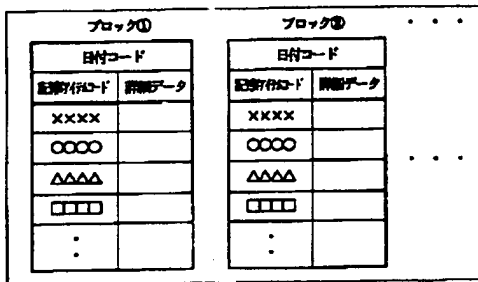 ブロック① ブロック② ・・・
日付コード 日付コード
記事アイテムコード 詳細データ 記事アイテムコード 詳細データ
×××× ××××
○○○○ ○○○○
△△△△ △△△△ ・・・
□□□□ □□□□
： ：